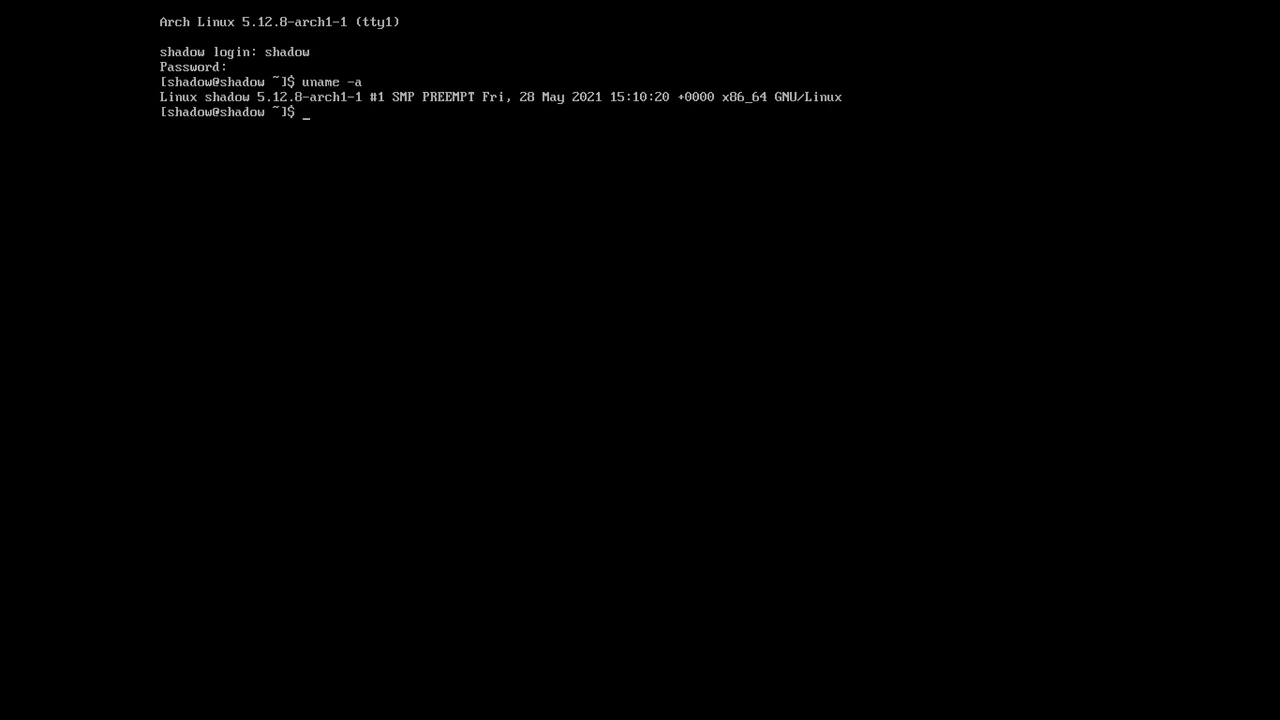 Arch Linux 5.12.8-arch1-1 (tty1)
shadow login: shadow
Password:
[shadow@shadow ~]$ uname -a
Linux shadow 5.12.8-arch1-1 #1 SMP PREEMPT Fri, 28 May 2021 15:10:20 +0000 x86_64 GNU/Linux
[shadow@shadow ~]$ _